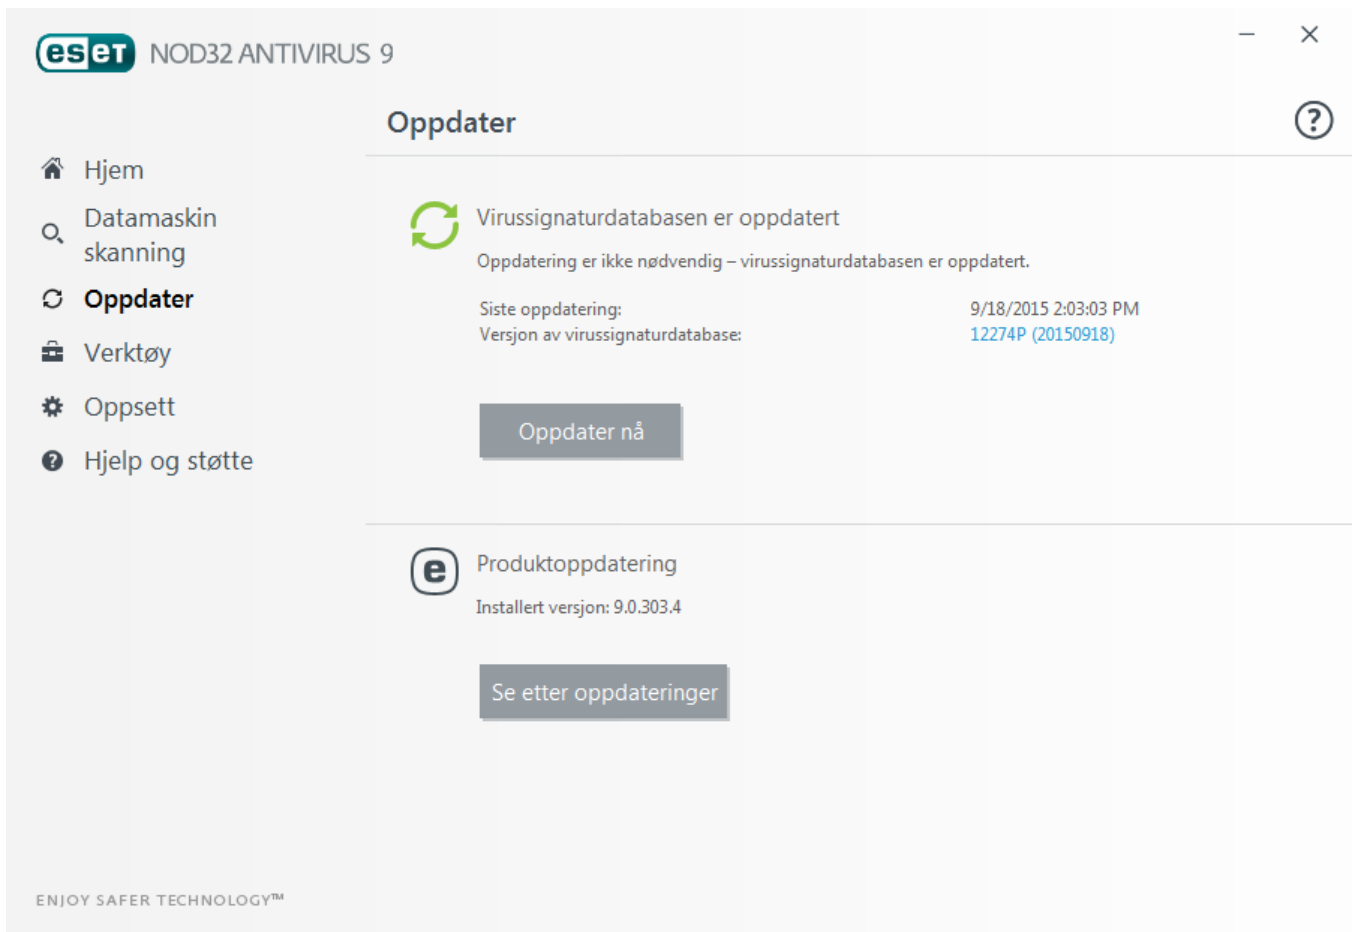 eset NOD32 ANTIVIRUS 9
Oppdater
Hjem
Datamaskin
skanning
Oppdater
Verktøy
Oppsett
Hjelp og støtte
Virussignaturdatabasen er oppdatert
Oppdatering er ikke nødvendig – virussignaturdatabasen er oppdatert.
Siste oppdatering: 9/18/2015 2:03:03 PM
Versjon av virussignaturdatabase: 12274P (20150918)
Oppdater nå
e Produktoppdatering
Installert versjon: 9.0.303.4
Se etter oppdateringer
ENJOY SAFER TECHNOLOGY™